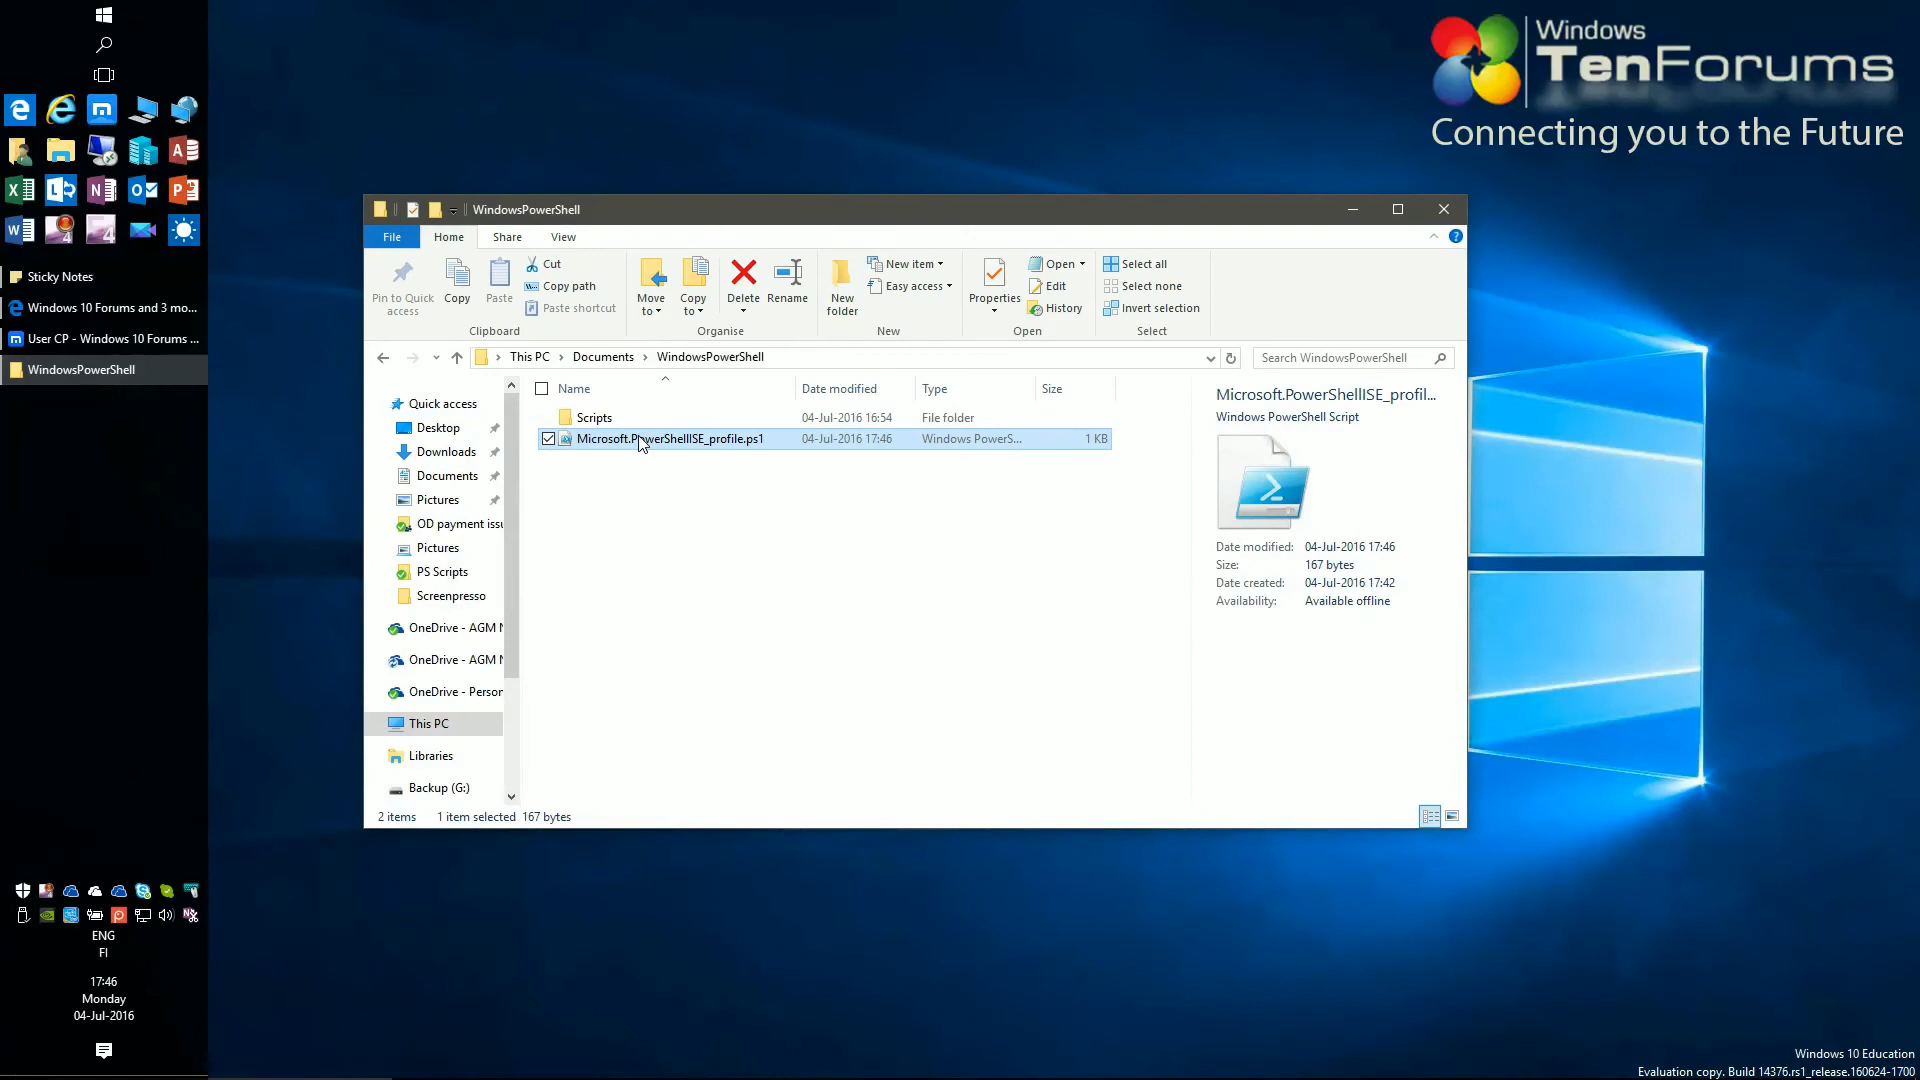 Windows
TenForums
Connecting you to the Future
Sticky Notes
Windows 10 Forums and 3 mo...
User CP - Windows 10 Forums ...
WindowsPowerShell
ENG
FI
17:46
Monday
04-Jul-2016
WindowsPowerShell
File Home Share View
Pin to Quick access
Copy
Paste
Cut
Copy path
Paste shortcut
Clipboard
Move to
Copy to
Delete
Rename
Organise
New folder
New item
Easy access
New
Properties
Open
Edit
History
Open
Select all
Select none
Invert selection
Select
This PC > Documents > WindowsPowerShell
Search WindowsPowerShell
Quick access
Desktop
Downloads
Documents
Pictures
OD payment issu
Pictures
PS Scripts
Screenpresso
OneDrive - AGM
OneDrive - AGM
OneDrive - Person
This PC
Libraries
Backup (G:)
Name Date modified Type Size
Scripts 04-Jul-2016 16:54 File folder
Microsoft.PowerShellISE_profile.ps1 04-Jul-2016 17:46 Windows PowerS... 1 KB
Microsoft.PowerShellISE_profil...
Windows PowerShell Script
Date modified: 04-Jul-2016 17:46
Size: 167 bytes
Date created: 04-Jul-2016 17:42
Availability: Available offline
2 items 1 item selected 167 bytes
Windows 10 Education
Evaluation copy. Build 14376.rs1_release.160624-1700